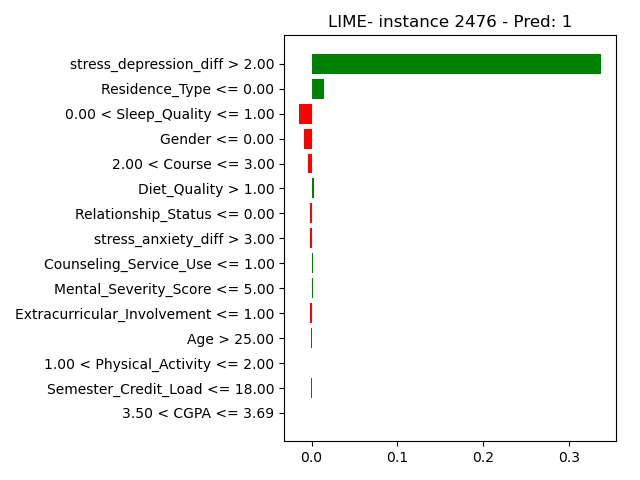 LIME- instance 2476 - Pred: 1
stress_depression_diff > 2.00
Residence_Type <= 0.00
0.00 < Sleep_Quality <= 1.00
Gender <= 0.00
2.00 < Course <= 3.00
Diet_Quality > 1.00
Relationship_Status <= 0.00
stress_anxiety_diff > 3.00
Counseling_Service_Use <= 1.00
Mental_Severity_Score <= 5.00
Extracurricular_Involvement <= 1.00
Age > 25.00
1.00 < Physical_Activity <= 2.00
Semester_Credit_Load <= 18.00
3.50 < CGPA <= 3.69
0.0 0.1 0.2 0.3